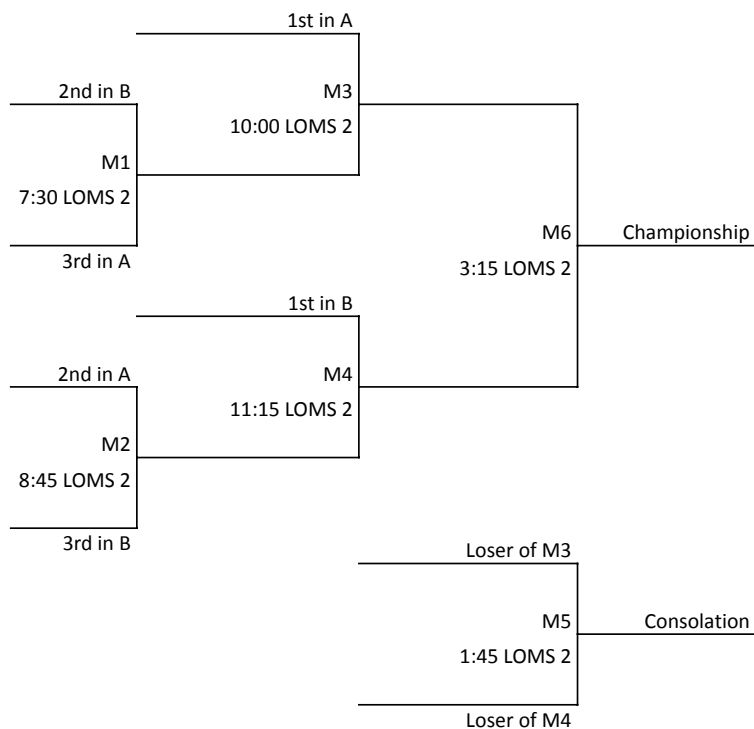 1st in A
2nd in B
M3
10:00 LOMS 2
M1
7:30 LOMS 2
M6
Championship
3:15 LOMS 2
3rd in A
1st in B
2nd in A
M4
11:15 LOMS 2
M2
8:45 LOMS 2
3rd in B
Loser of M3
M5
Consolation
1:45 LOMS 2
Loser of M4